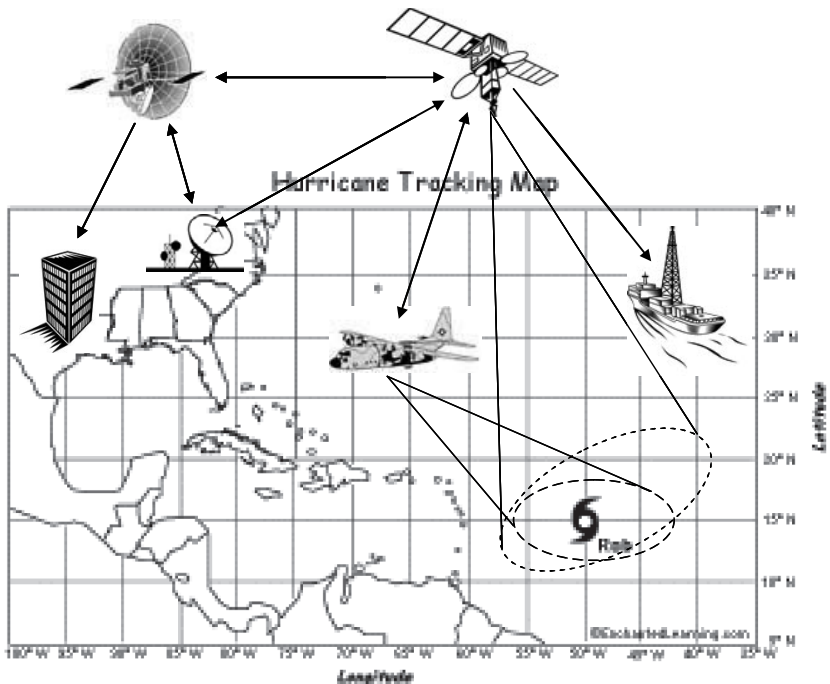 Hurricane Tracking Map
40° N
35° N
30° N
25° N
Latitude
20° N
15° N
Rob
10° N
©EnchantedLearning.com
5° N
100° W 95° W 90° W 85° W 80° W 75° W 70° W 65° W 60° W 55° W 50° W 45° W 40° W 35° W
Longitude